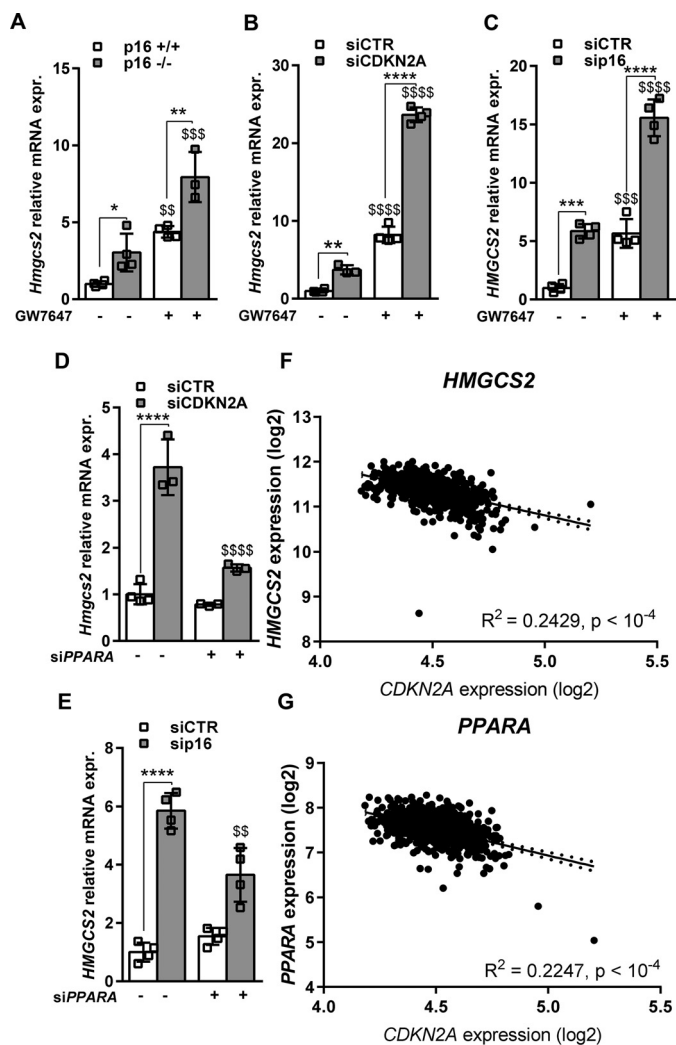 A
p16 +/+
p16 -/-
Hmgcs2 relative mRNA expr.
15
10
5
0
*
**
$$
$$$
GW7647 - - + +
B
siCTR
siCDKN2A
Hmgcs2 relative mRNA expr.
30
20
10
0
**
****
$$$$
$$$$
GW7647 - - + +
C
siCTR
sip16
HMGCS2 relative mRNA expr.
20
15
10
5
0
***
****
$$$
$$$$
GW7647 - - + +
D
siCTR
siCDKN2A
Hmgcs2 relative mRNA expr.
5
4
3
2
1
0
****
$$$$
siPPARA - - + +
F
HMGCS2
HMGCS2 expression (log2)
13
12
11
10
9
8
R2 = 0.2429, p < 10-4
4.0 4.5 5.0 5.5
CDKN2A expression (log2)
E
siCTR
sip16
HMGCS2 relative mRNA expr.
8
6
4
2
0
****
$$
siPPARA - - + +
G
PPARA
PPARA expression (log2)
9
8
7
6
5
4
R2 = 0.2247, p < 10-4
4.0 4.5 5.0 5.5
CDKN2A expression (log2)